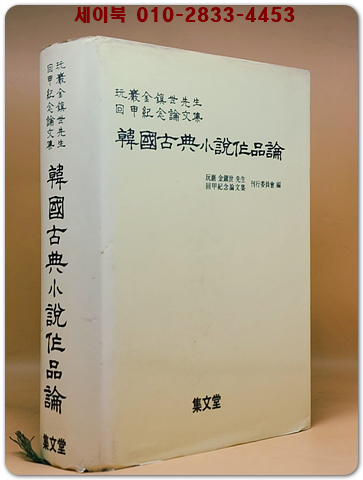 세이북 010-2833-4453
玩巖金鎭世先生
回甲紀念論文集
韓國古典小說作品論
玩巖 金鎭世 先生
回甲紀念論文集 刊行委員會 編
集文堂
玩巖金鎭世先生
回甲紀念論文集
韓國古典小說作品論
集文堂